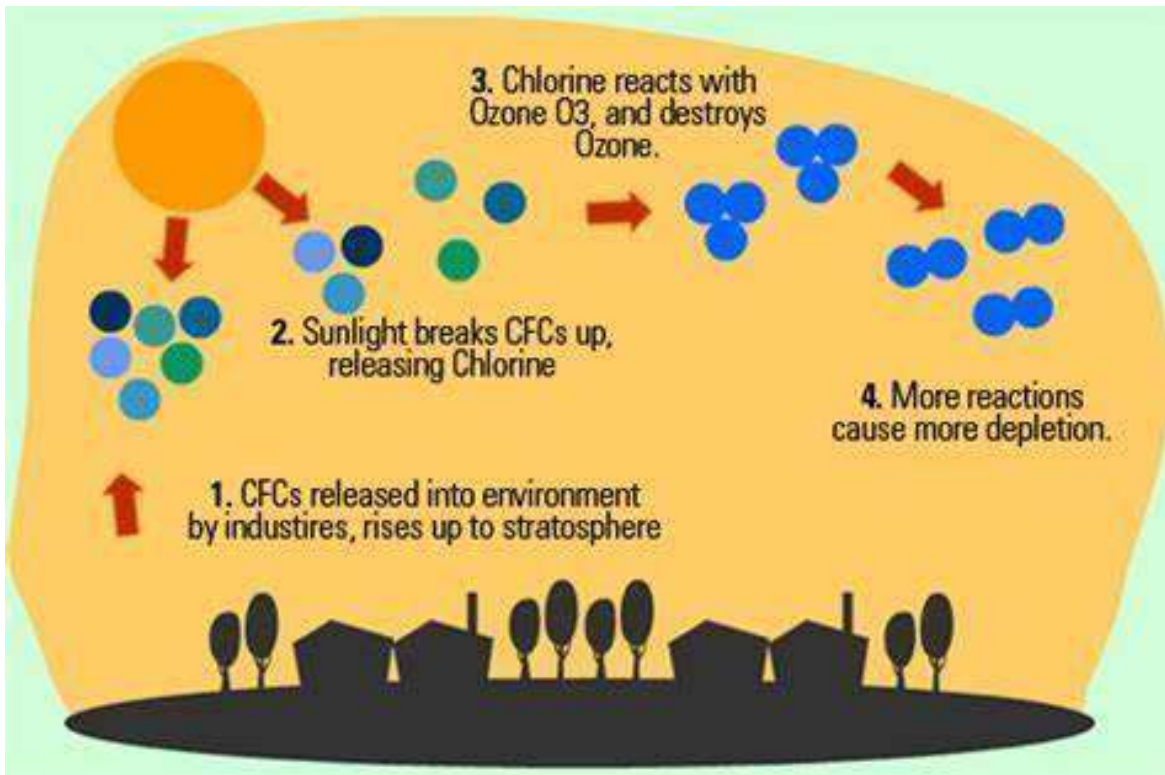 3. Chlorine reacts with
Ozone O3, and destroys
Ozone.
2. Sunlight breaks CFCs up,
releasing Chlorine
4. More reactions
cause more depletion.
1. CFCs released into environment
by industires, rises up to stratosphere